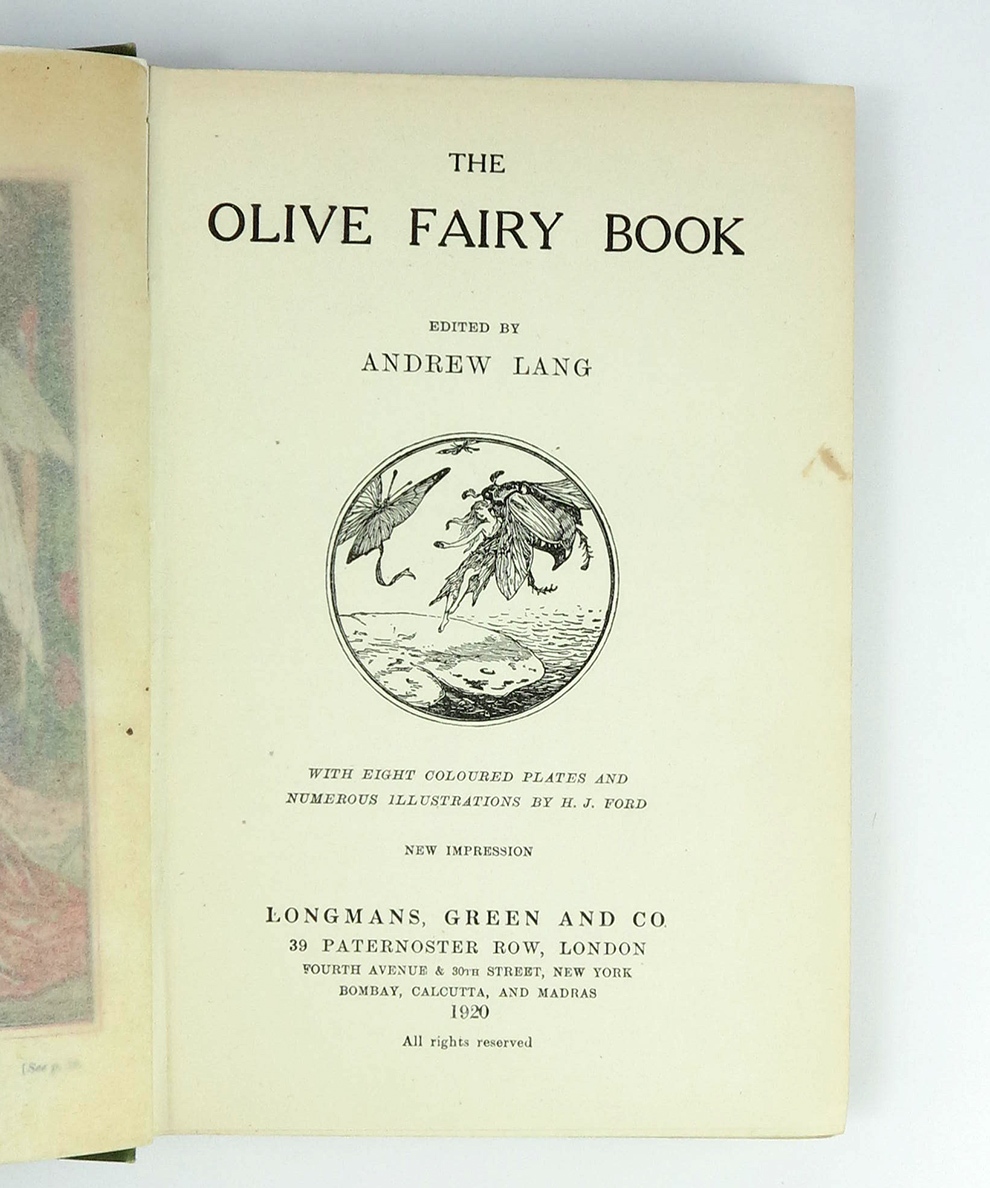 THE
OLIVE FAIRY BOOK
EDITED BY
ANDREW LANG
WITH EIGHT COLOURED PLATES AND
NUMEROUS ILLUSTRATIONS BY H. J. FORD
NEW IMPRESSION
LONGMANS, GREEN AND CO.
39 PATERNOSTER ROW, LONDON
FOURTH AVENUE & 30TH STREET, NEW YORK
BOMBAY, CALCUTTA, AND MADRAS
1920
All rights reserved
[See p.